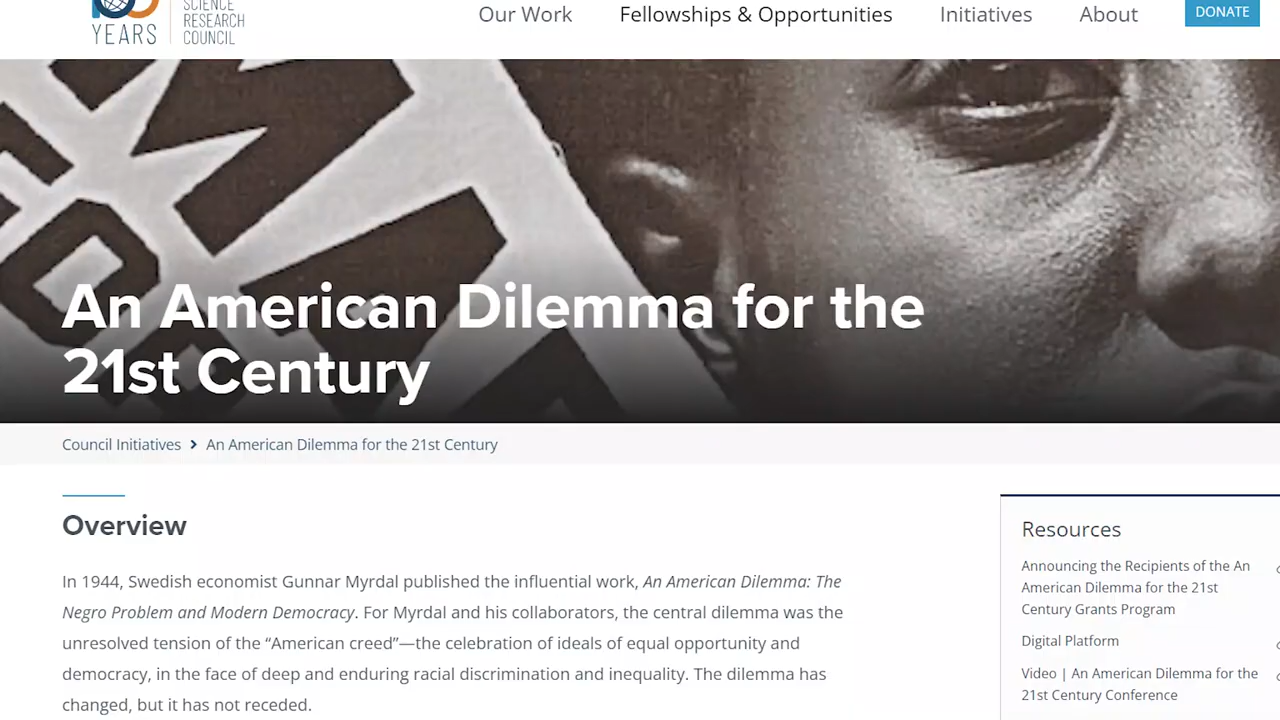 SCIENCE
YEARS
RESEARCH
COUNCIL
Our Work
Fellowships & Opportunities
Initiatives
About
DONATE
An American Dilemma for the
21st Century
Council Initiatives
An American Dilemma for the 21st Century
Overview
In 1944, Swedish economist Gunnar Myrdal published the influential work, An American Dilemma: The
Negro Problem and Modern Democracy. For Myrdal and his collaborators, the central dilemma was the
unresolved tension of the “American creed”—the celebration of ideals of equal opportunity and
democracy, in the face of deep and enduring racial discrimination and inequality. The dilemma has
changed, but it has not receded.
Resources
Announcing the Recipients of the An
American Dilemma for the 21st
Century Grants Program
Digital Platform
Video | An American Dilemma for the
21st Century Conference